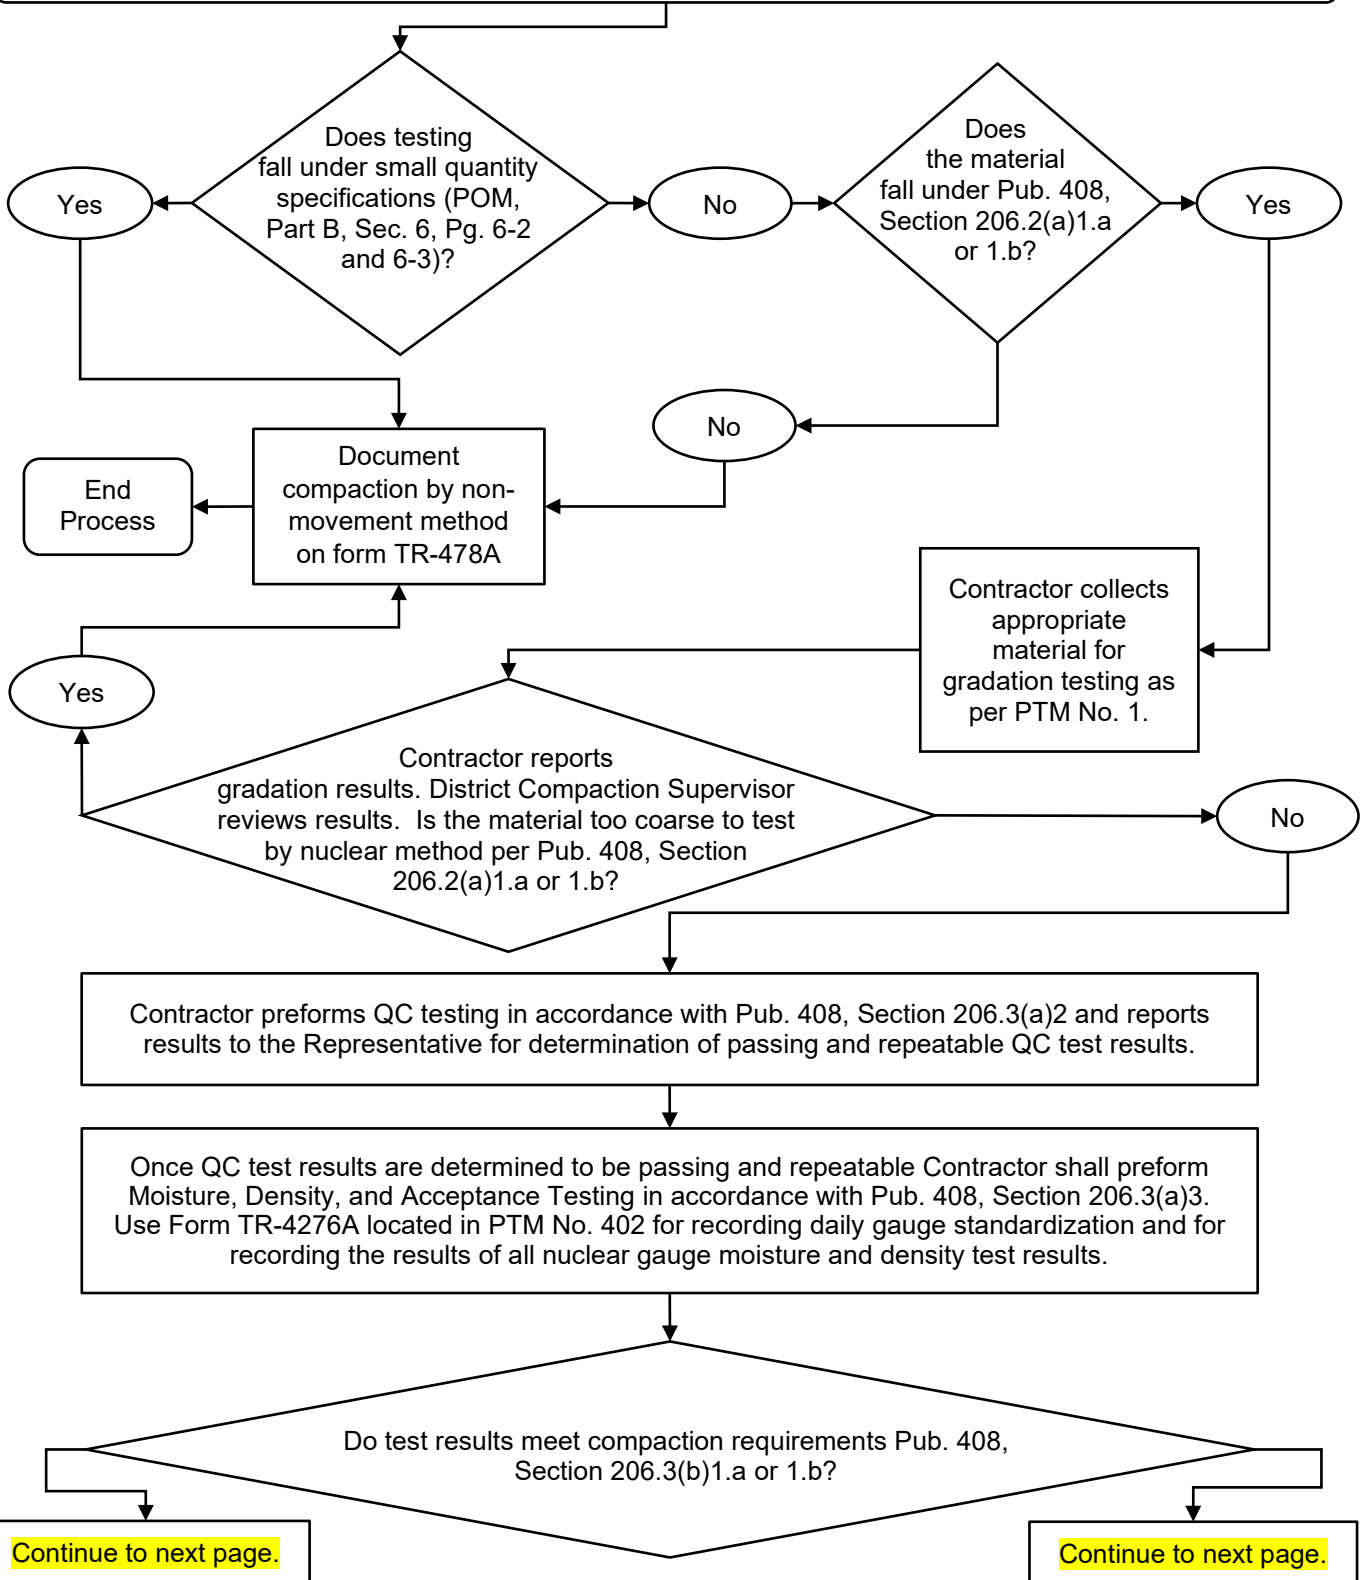 Does testing
fall under small quantity
specifications (POM,
Part B, Sec. 6, Pg. 6-2
and 6-3)?
Yes
No
Does
the material
fall under Pub. 408,
Section 206.2(a)1.a
or 1.b?
Yes
No
Document
compaction by non-
movement method
on form TR-478A
End
Process
Contractor collects
appropriate
material for
gradation testing as
per PTM No. 1.
Yes
Contractor reports
gradation results. District Compaction Supervisor
reviews results.  Is the material too coarse to test
by nuclear method per Pub. 408, Section
206.2(a)1.a or 1.b?
No
Contractor preforms QC testing in accordance with Pub. 408, Section 206.3(a)2 and reports
results to the Representative for determination of passing and repeatable QC test results.
Once QC test results are determined to be passing and repeatable Contractor shall preform
Moisture, Density, and Acceptance Testing in accordance with Pub. 408, Section 206.3(a)3.
Use Form TR-4276A located in PTM No. 402 for recording daily gauge standardization and for
recording the results of all nuclear gauge moisture and density test results.
Do test results meet compaction requirements Pub. 408,
Section 206.3(b)1.a or 1.b?
Continue to next page.
Continue to next page.